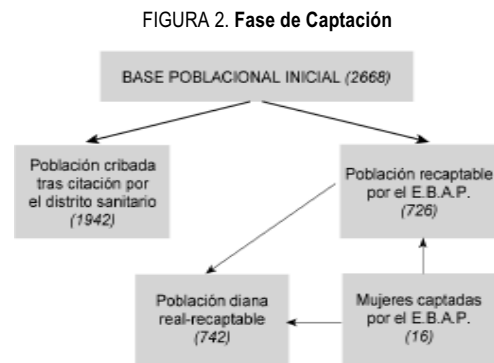 FIGURA 2. Fase de Captación
BASE POBLACIONAL INICIAL (2668)
Población cribada
tras citación por
el distrito sanitario
(1942)
Población recaptable
por el E.B.A.P.
(726)
Población diana
real-recaptable
(742)
Mujeres captadas
por el E.B.A.P.
(16)